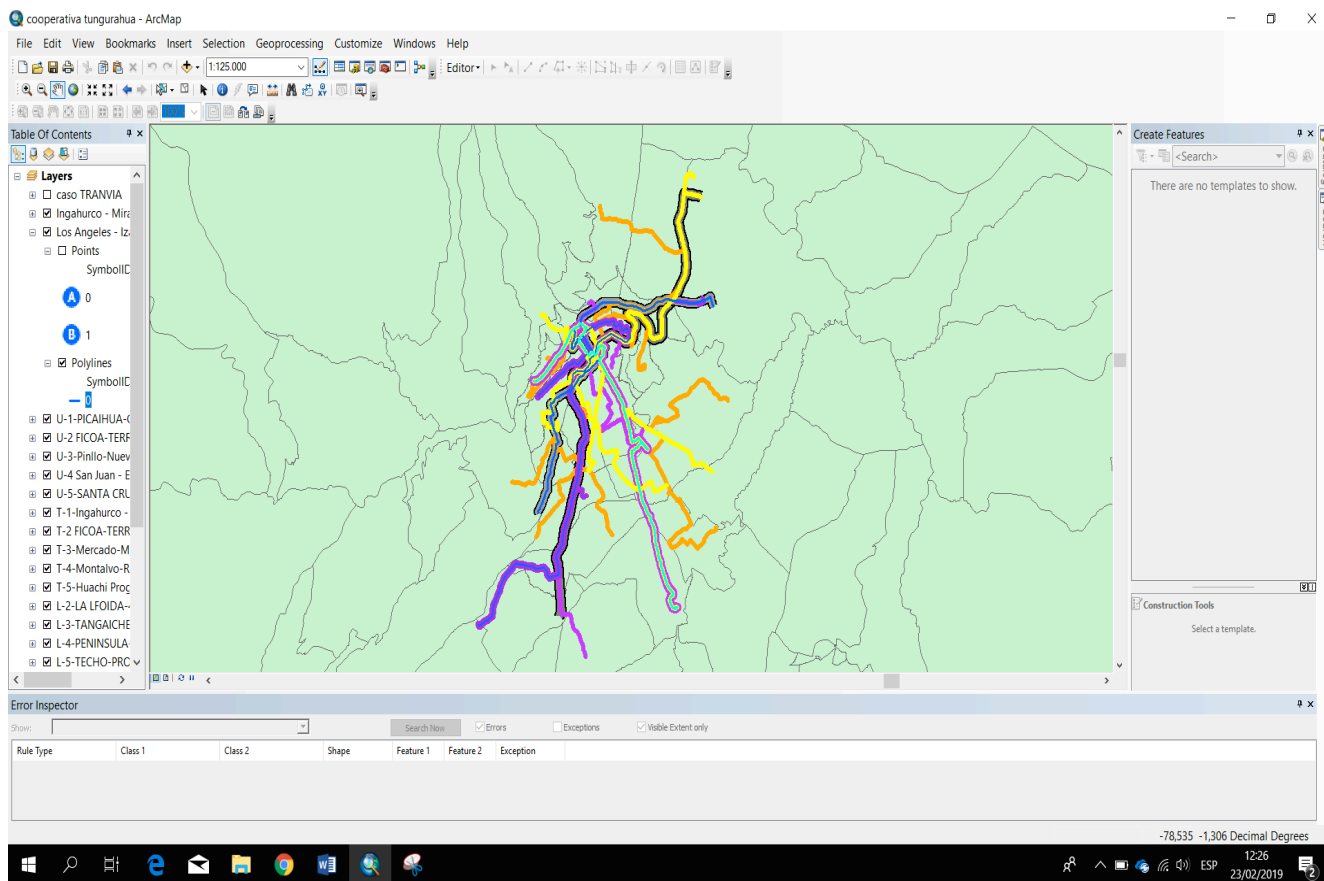 cooperativa tungurahua - ArcMap
File Edit View Bookmarks Insert Selection Geoprocessing Customize Windows Help
1:125.000
Editor
Table Of Contents
Layers
caso TRANVIA
Ingahurco - Mira
Los Angeles - Iz
Points
SymbolID
A 0
B 1
Polylines
SymbolID
0
U-1-PICAIHUA-
U-2 FICOA-TERR
U-3-Pinllo-Nuev
U-4 San Juan - E
U-5-SANTA CRU
T-1-Ingahurco -
T-2 FICOA-TERR
T-3-Mercado-M
T-4-Montalvo-R
T-5-Huachi Prog
L-2-LA LFOIDA-
L-3-TANGAICHE
L-4-PENINSULA
L-5-TECHO-PRC
Create Features
<Search>
There are no templates to show.
Construction Tools
Select a template.
Error Inspector
Show:
Search Now
Errors
Exceptions
Visible Extent only
Rule Type Class 1 Class 2 Shape Feature 1 Feature 2 Exception
-78,535 -1,306 Decimal Degrees
ESP
12:26
23/02/2019
2